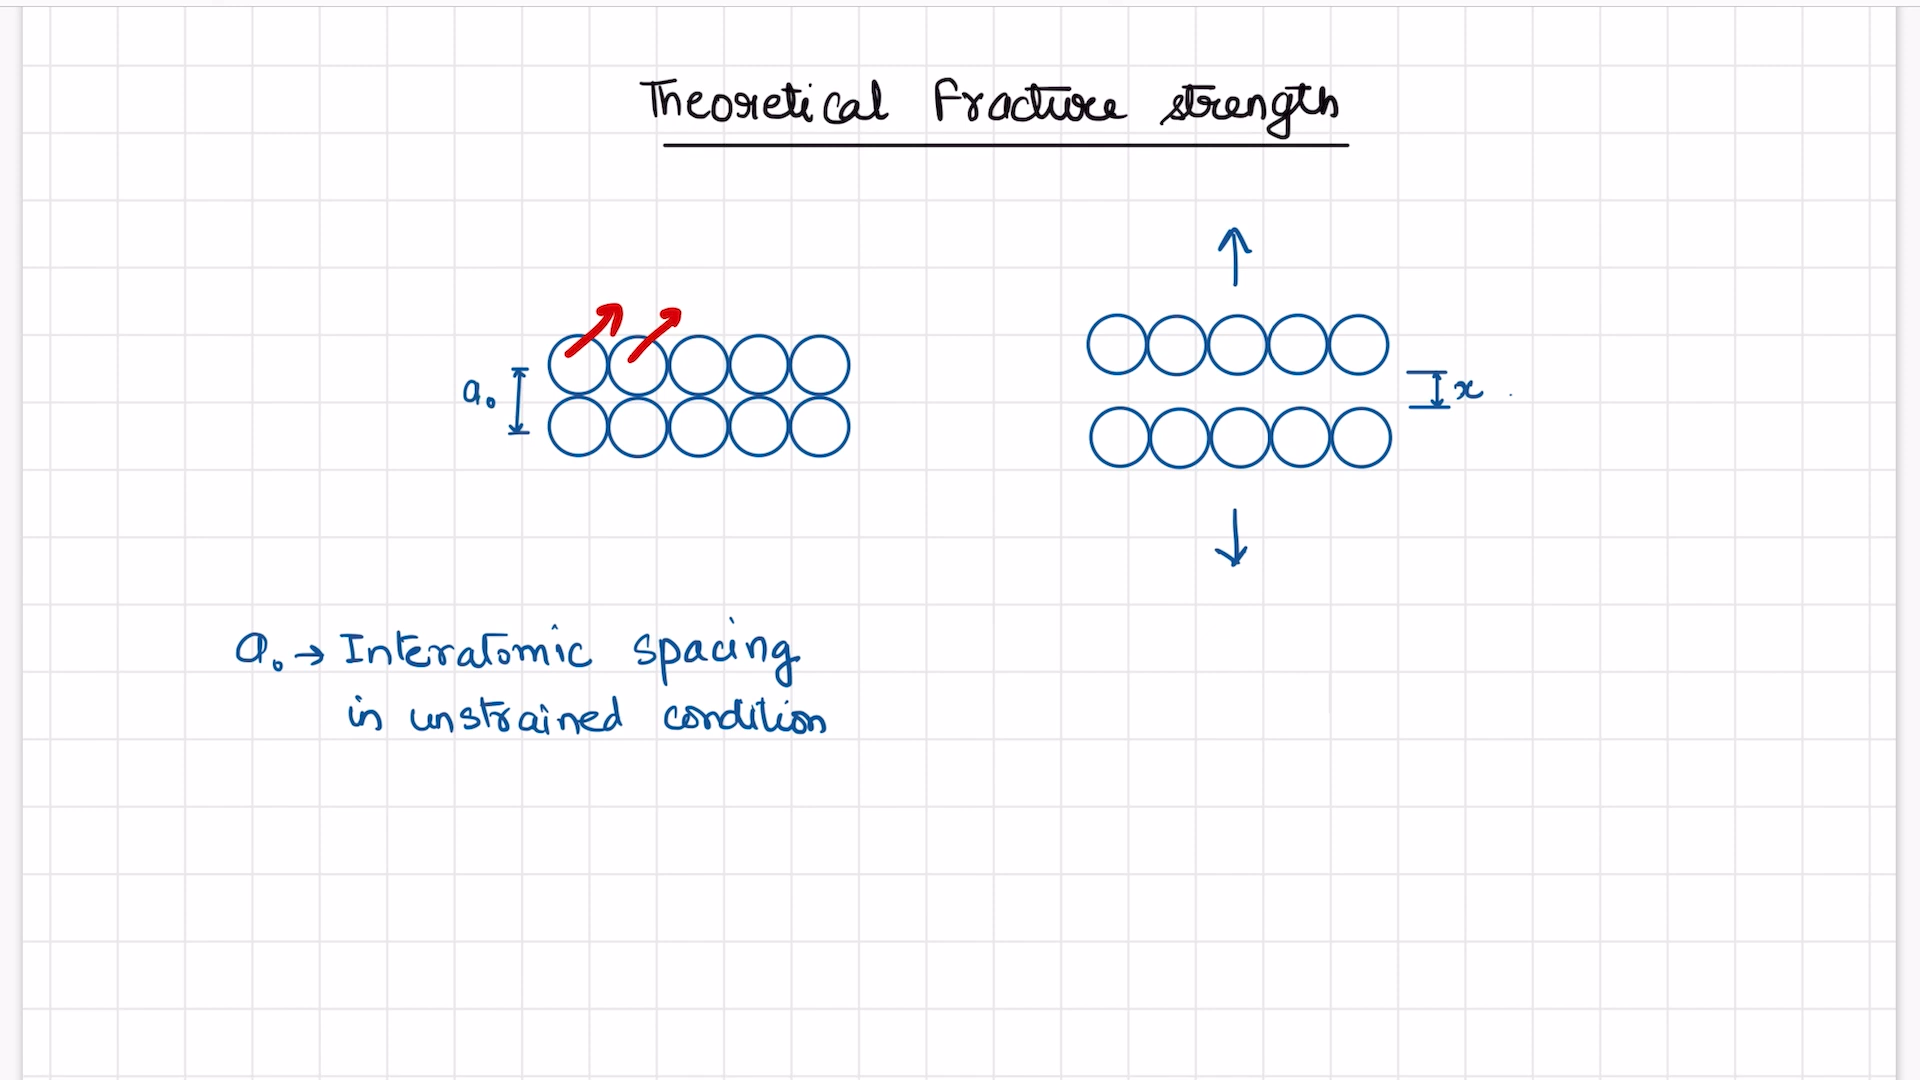 Theoretical Fracture strength
a₀
x
a₀ → Interatomic spacing
in unstrained condition